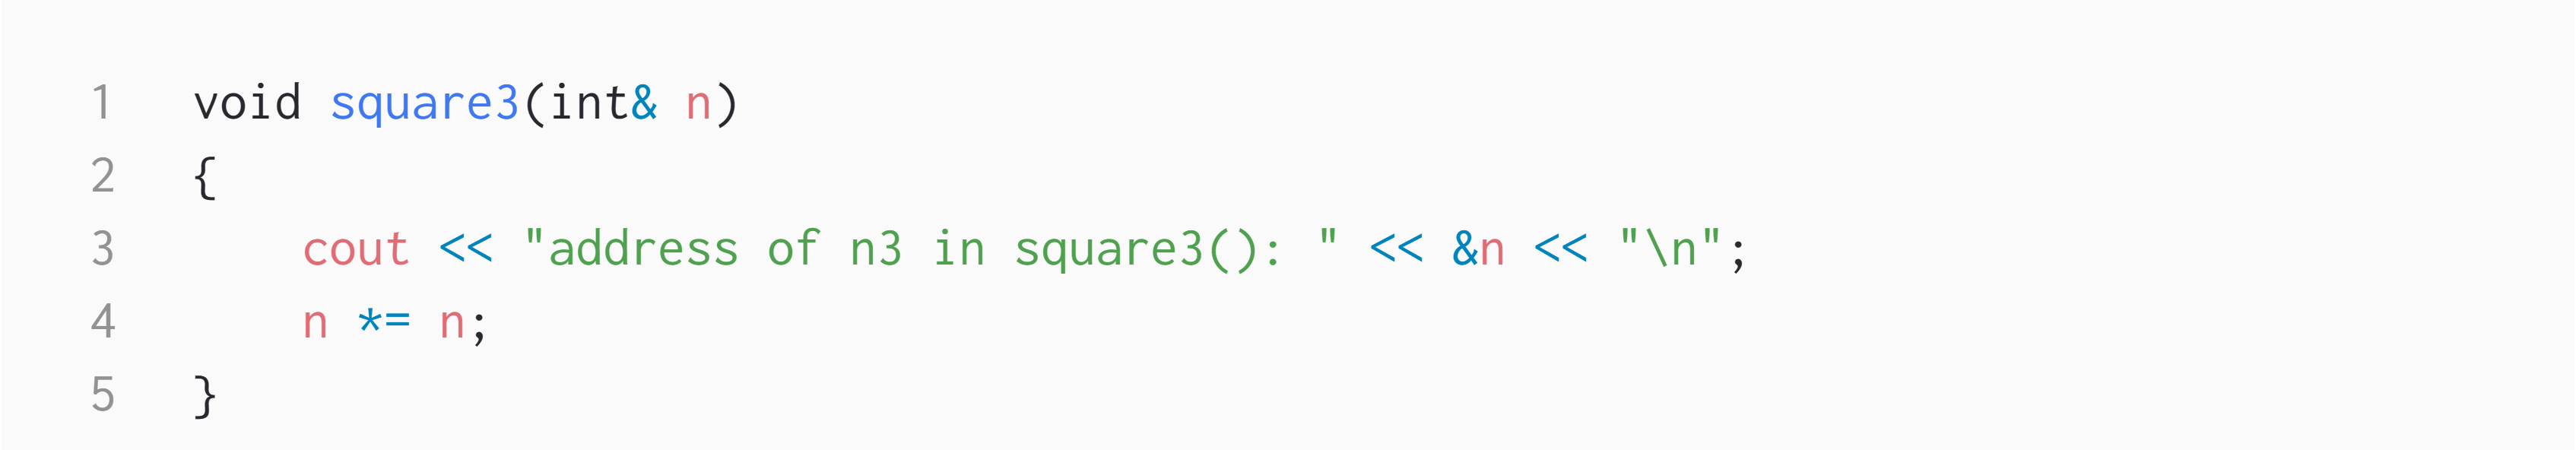 1 void square3(int& n)
2 {
3 cout << "address of n3 in square3(): " << &n << "\n";
4 n *= n;
5 }